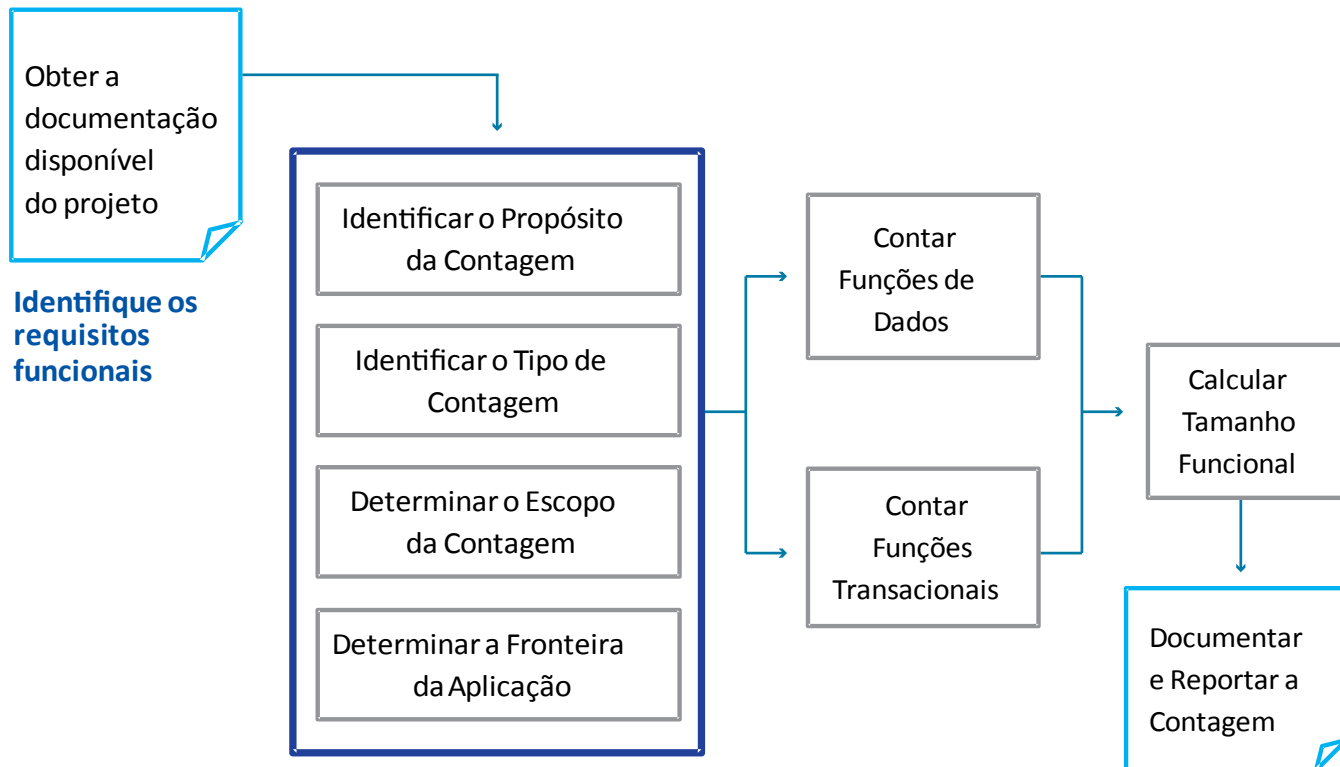 Obter a
documentação
disponível
do projeto
Identifique os
requisitos
funcionais
Identificar o Propósito
da Contagem
Identificar o Tipo de
Contagem
Determinar o Escopo
da Contagem
Determinar a Fronteira
da Aplicação
Contar
Funções de
Dados
Contar
Funções
Transacionais
Calcular
Tamanho
Funcional
Documentar
e Reportar a
Contagem